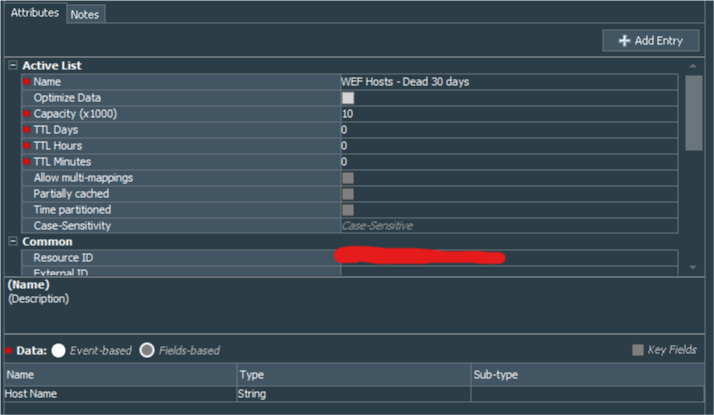 Attributes Notes
+ Add Entry
Active List
Name WEF Hosts - Dead 30 days
Optimize Data
Capacity (x1000) 10
TTL Days 0
TTL Hours 0
TTL Minutes 0
Allow multi-mappings
Partially cached
Time partitioned
Case-Sensitivity Case-Sensitive
Common
Resource ID
External ID
(Name)
(Description)
Data: Event-based Fields-based Key Fields
Name Type Sub-type
Host Name String